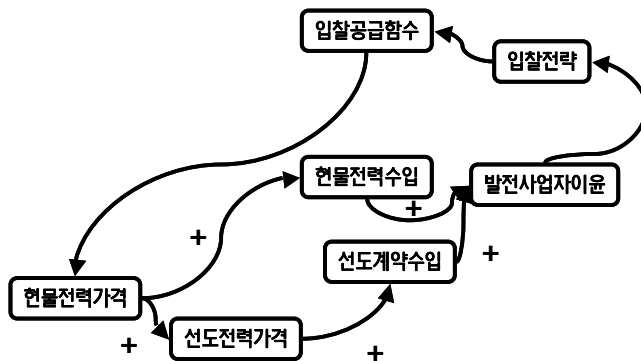 입찰공급함수
입찰전략
현물전력수입
발전사업자이윤
+
+
선도계약수입
+
현물전력가격
선도전력가격
+
+